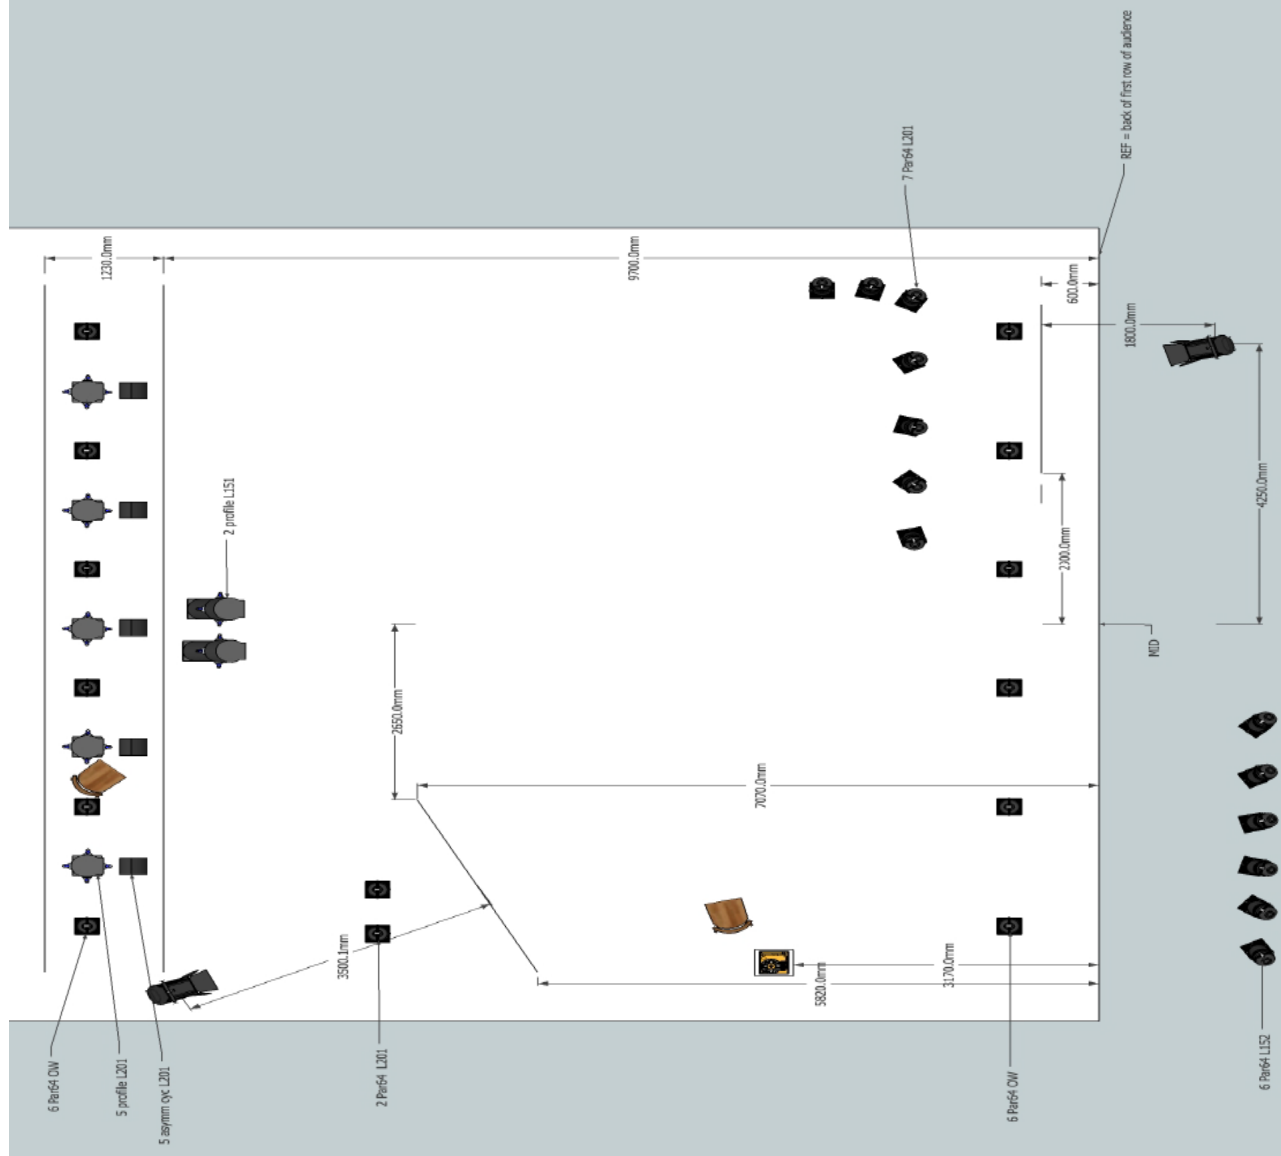 REF = back of first row of audience
7 Par64 L201
1230.0mm
9700.0mm
600.0mm
1800.0mm
4250.0mm
2 profile L151
MID
2650.0mm
7070.0mm
3500.1mm
5820.0mm
3170.0mm
6 Par64 OW
5 profile L201
5 asymm cyc L201
2 Par64 L201
6 Par64 OW
6 Par64 L152